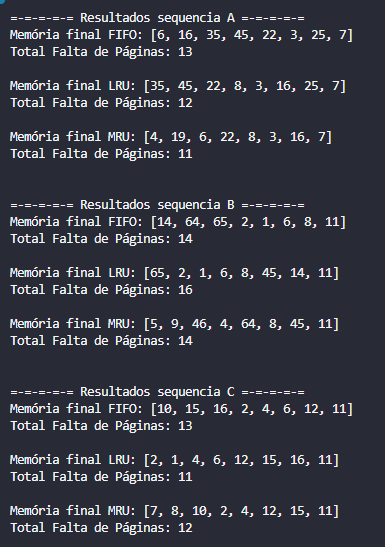 =-=-=-=-= Resultados sequencia A =-=-=-=-=
Memória final FIFO: [6, 16, 35, 45, 22, 3, 25, 7]
Total Falta de Páginas: 13
Memória final LRU: [35, 45, 22, 8, 3, 16, 25, 7]
Total Falta de Páginas: 12
Memória final MRU: [4, 19, 6, 22, 8, 3, 16, 7]
Total Falta de Páginas: 11
=-=-=-=-= Resultados sequencia B =-=-=-=-=
Memória final FIFO: [14, 64, 65, 2, 1, 6, 8, 11]
Total Falta de Páginas: 14
Memória final LRU: [65, 2, 1, 6, 8, 45, 14, 11]
Total Falta de Páginas: 16
Memória final MRU: [5, 9, 46, 4, 64, 8, 45, 11]
Total Falta de Páginas: 14
=-=-=-=-= Resultados sequencia C =-=-=-=-=
Memória final FIFO: [10, 15, 16, 2, 4, 6, 12, 11]
Total Falta de Páginas: 13
Memória final LRU: [2, 1, 4, 6, 12, 15, 16, 11]
Total Falta de Páginas: 11
Memória final MRU: [7, 8, 10, 2, 4, 12, 15, 11]
Total Falta de Páginas: 12